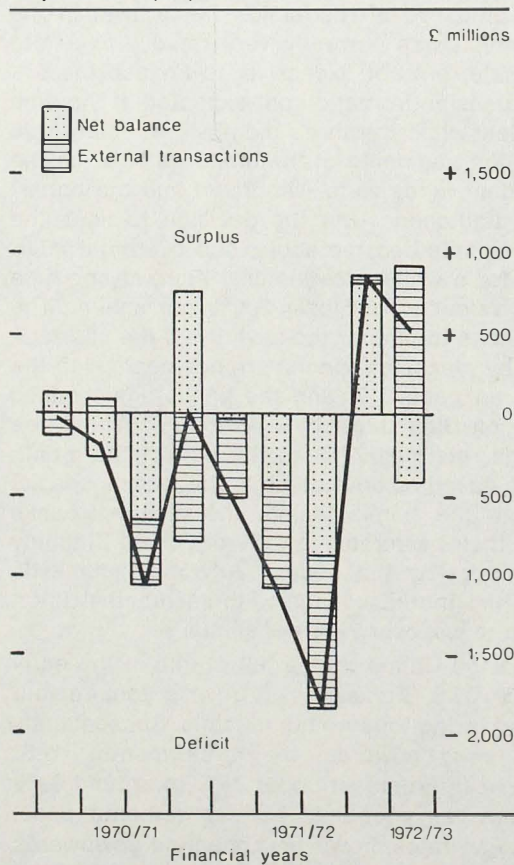 £ millions
Net balance
External transactions
+ 1,500
Surplus
+ 1,000
+ 500
0
- 500
- 1,000
- 1,500
Deficit
- 2,000
1970/71 1971/72 1972/73
Financial years